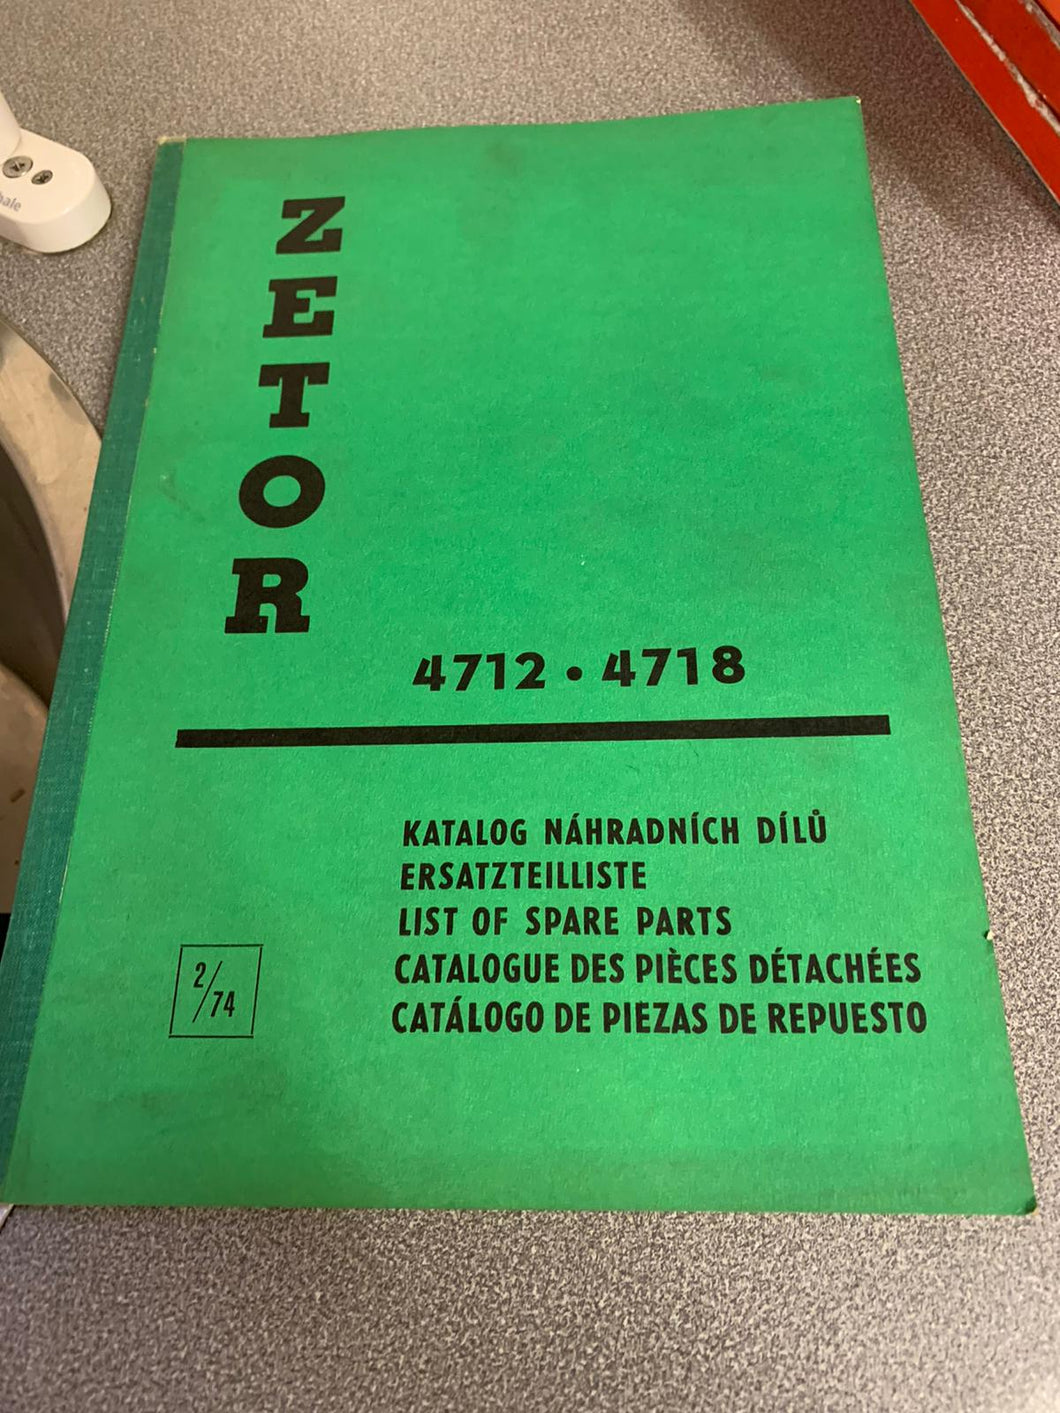 ZETOR
4712 • 4718
KATALOG NÁHRADNÍCH DÍLŮ
ERSATZTEILLISTE
LIST OF SPARE PARTS
CATALOGUE DES PIÈCES DÉTACHÉES
CATÁLOGO DE PIEZAS DE REPUESTO
2/74